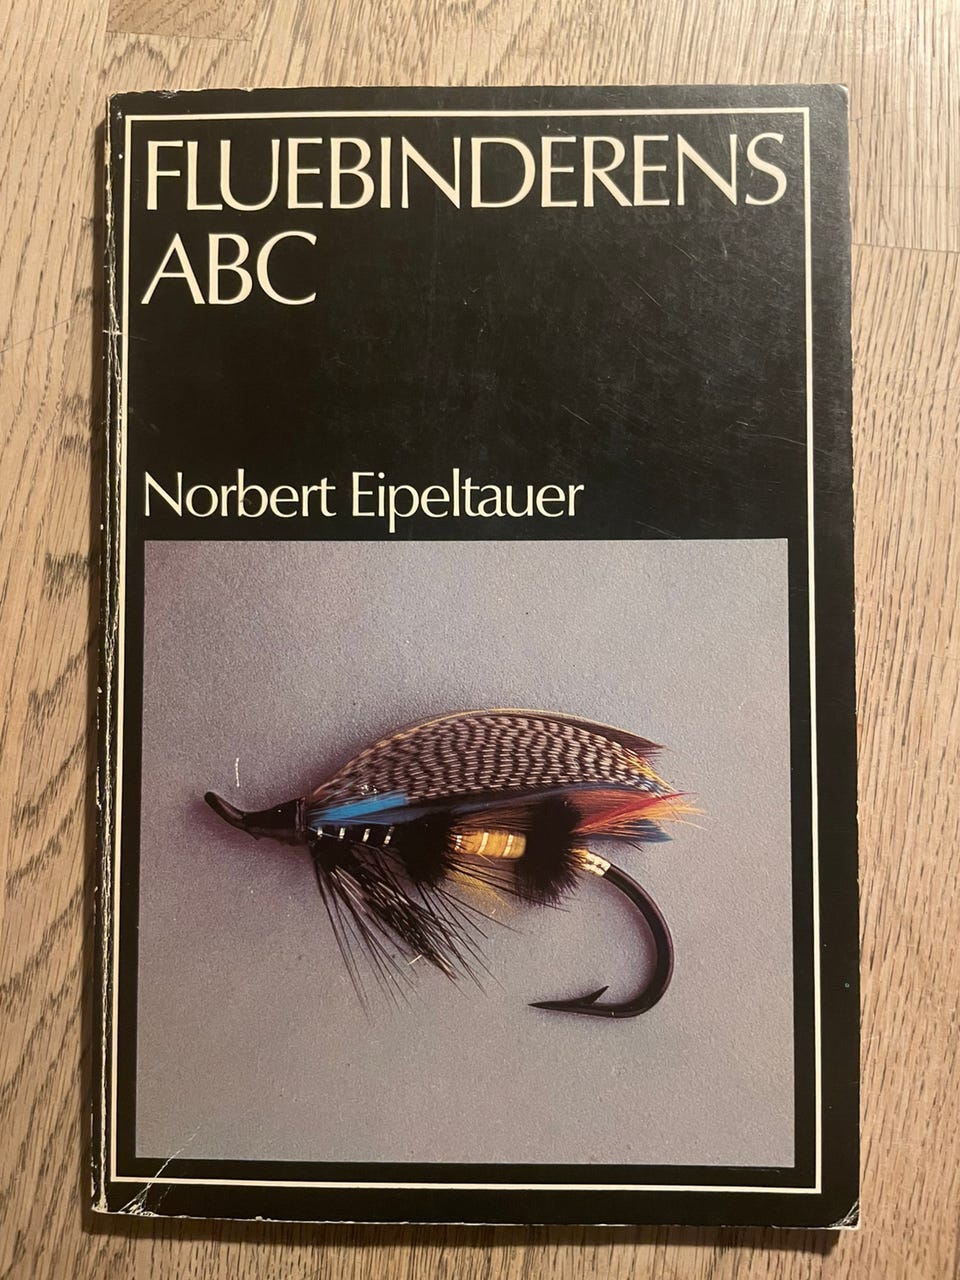 FLUEBINDERENS
ABC
Norbert Eipeltauer